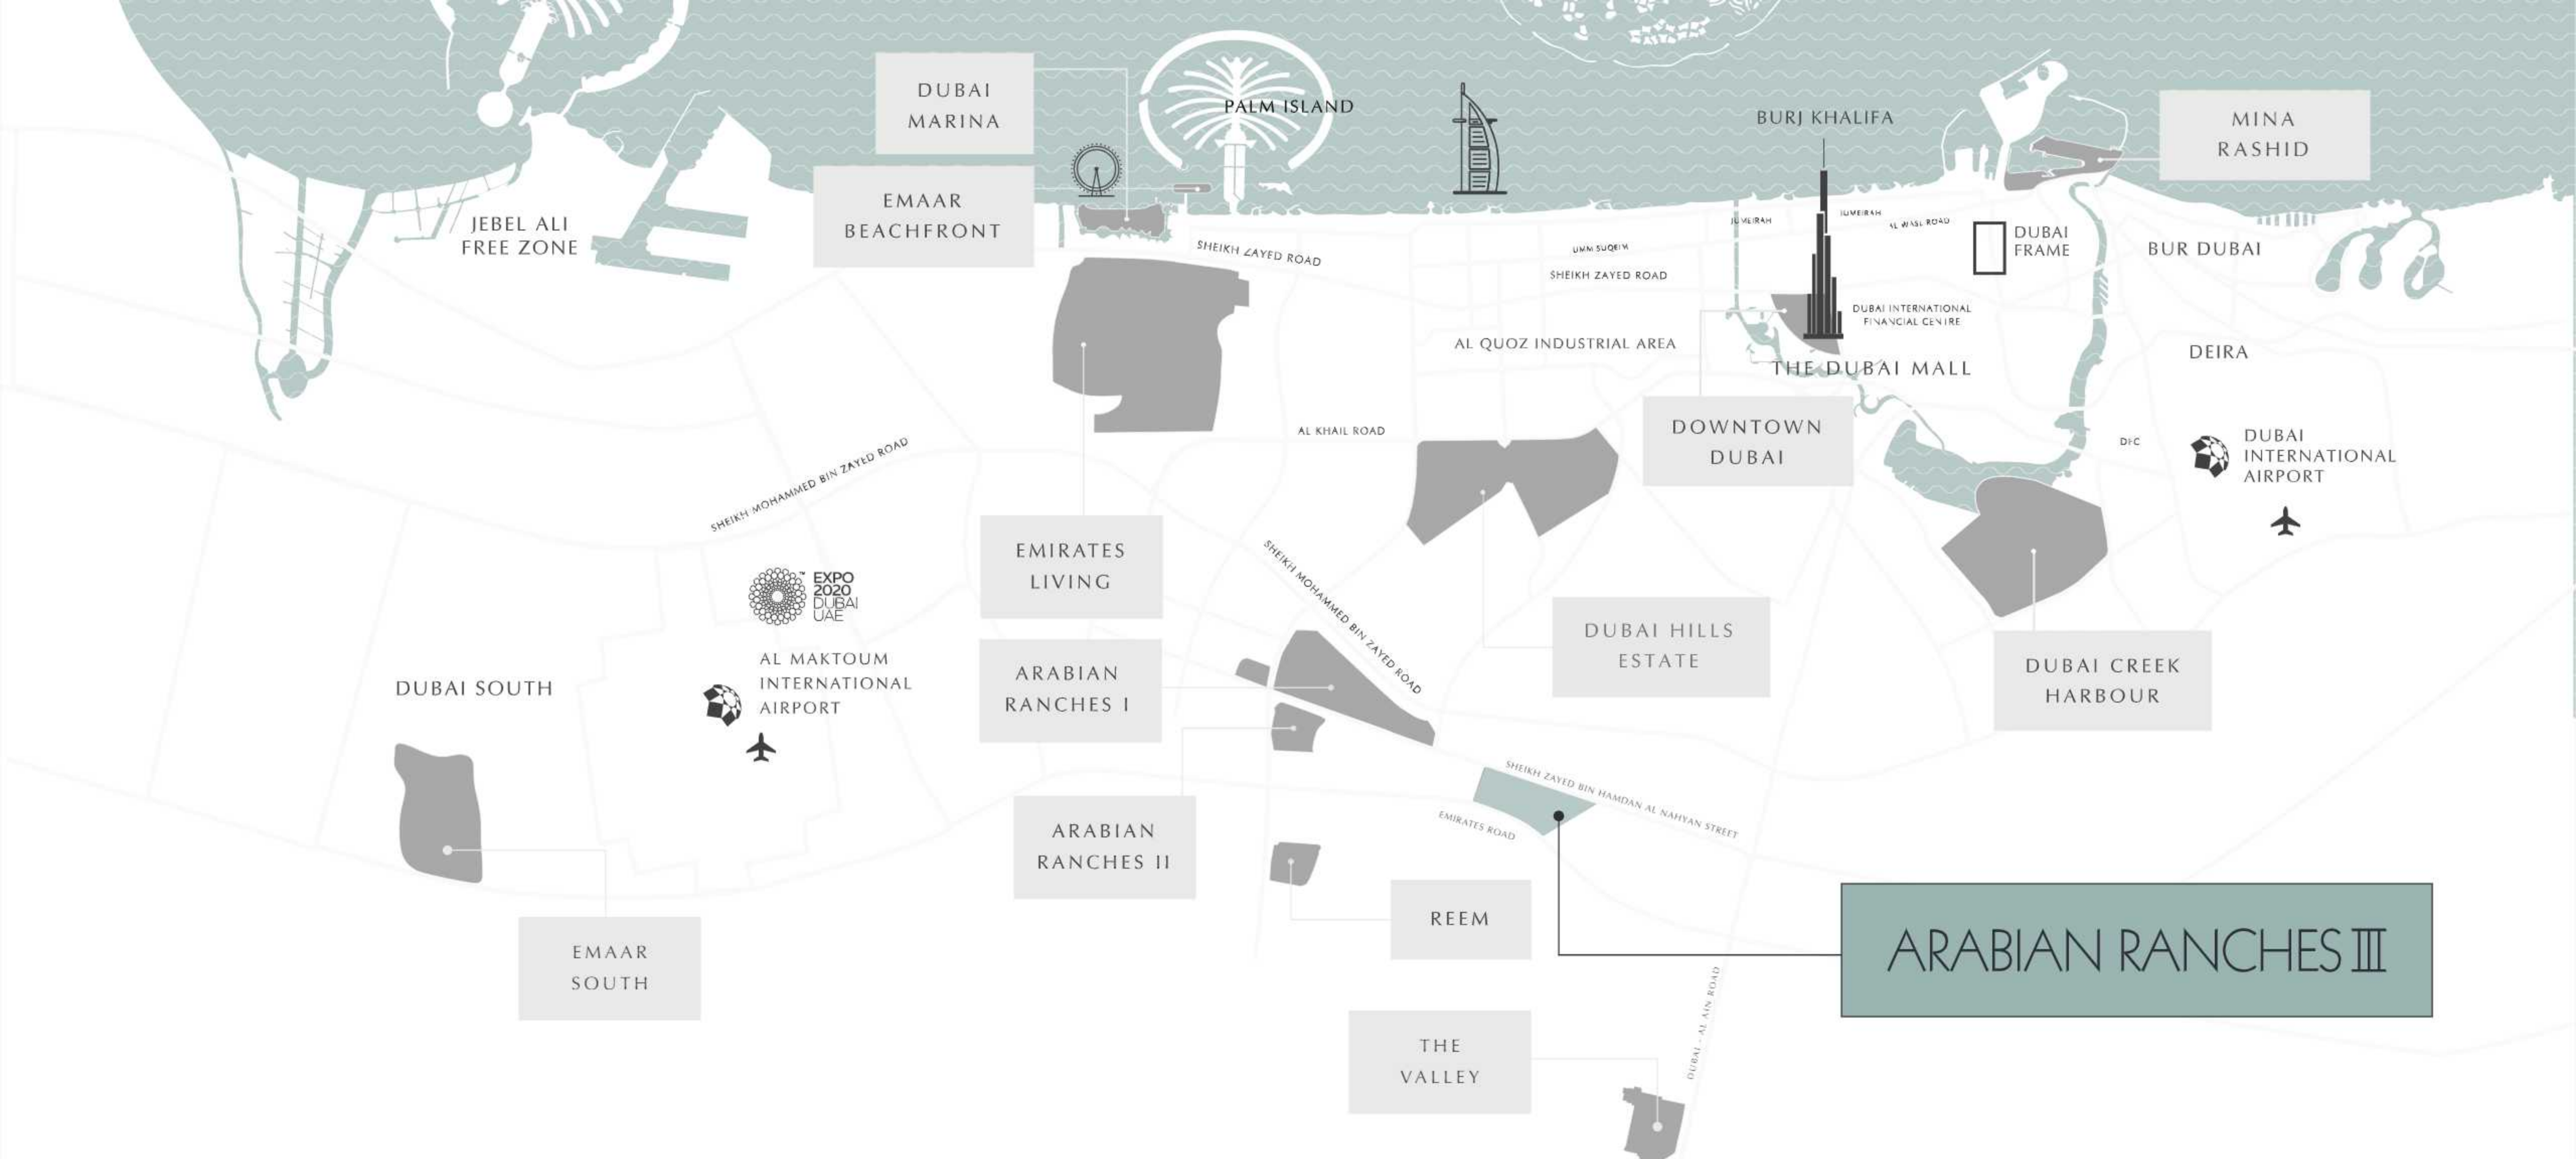 DUBAI
MARINA
PALM ISLAND
BURJ KHALIFA
MINA
RASHID
EMAAR
BEACHFRONT
JEBEL ALI
FREE ZONE
SHEIKH ZAYED ROAD
UMM SUQEIM
SHEIKH ZAYED ROAD
JUMEIRAH
JUMEIRAH
AL WASL ROAD
DUBAI
FRAME
BUR DUBAI
DUBAI INTERNATIONAL
FINANCIAL CENTRE
AL QUOZ INDUSTRIAL AREA
THE DUBAI MALL
DEIRA
AL KHAIL ROAD
DOWNTOWN
DUBAI
DUBAI
INTERNATIONAL
AIRPORT
SHEIKH MOHAMMED BIN ZAYED ROAD
EMIRATES
LIVING
SHEIKH MOHAMMED BIN ZAYED ROAD
EXPO
2020
DUBAI
UAE
DUBAI HILLS
ESTATE
DUBAI CREEK
HARBOUR
DUBAI SOUTH
AL MAKTOUM
INTERNATIONAL
AIRPORT
ARABIAN
RANCHES I
SHEIKH ZAYED BIN HAMDAN AL NAHYAN STREET
EMIRATES ROAD
ARABIAN
RANCHES II
REEM
ARABIAN RANCHES III
EMAAR
SOUTH
THE
VALLEY
DUBAI - AL AIN ROAD